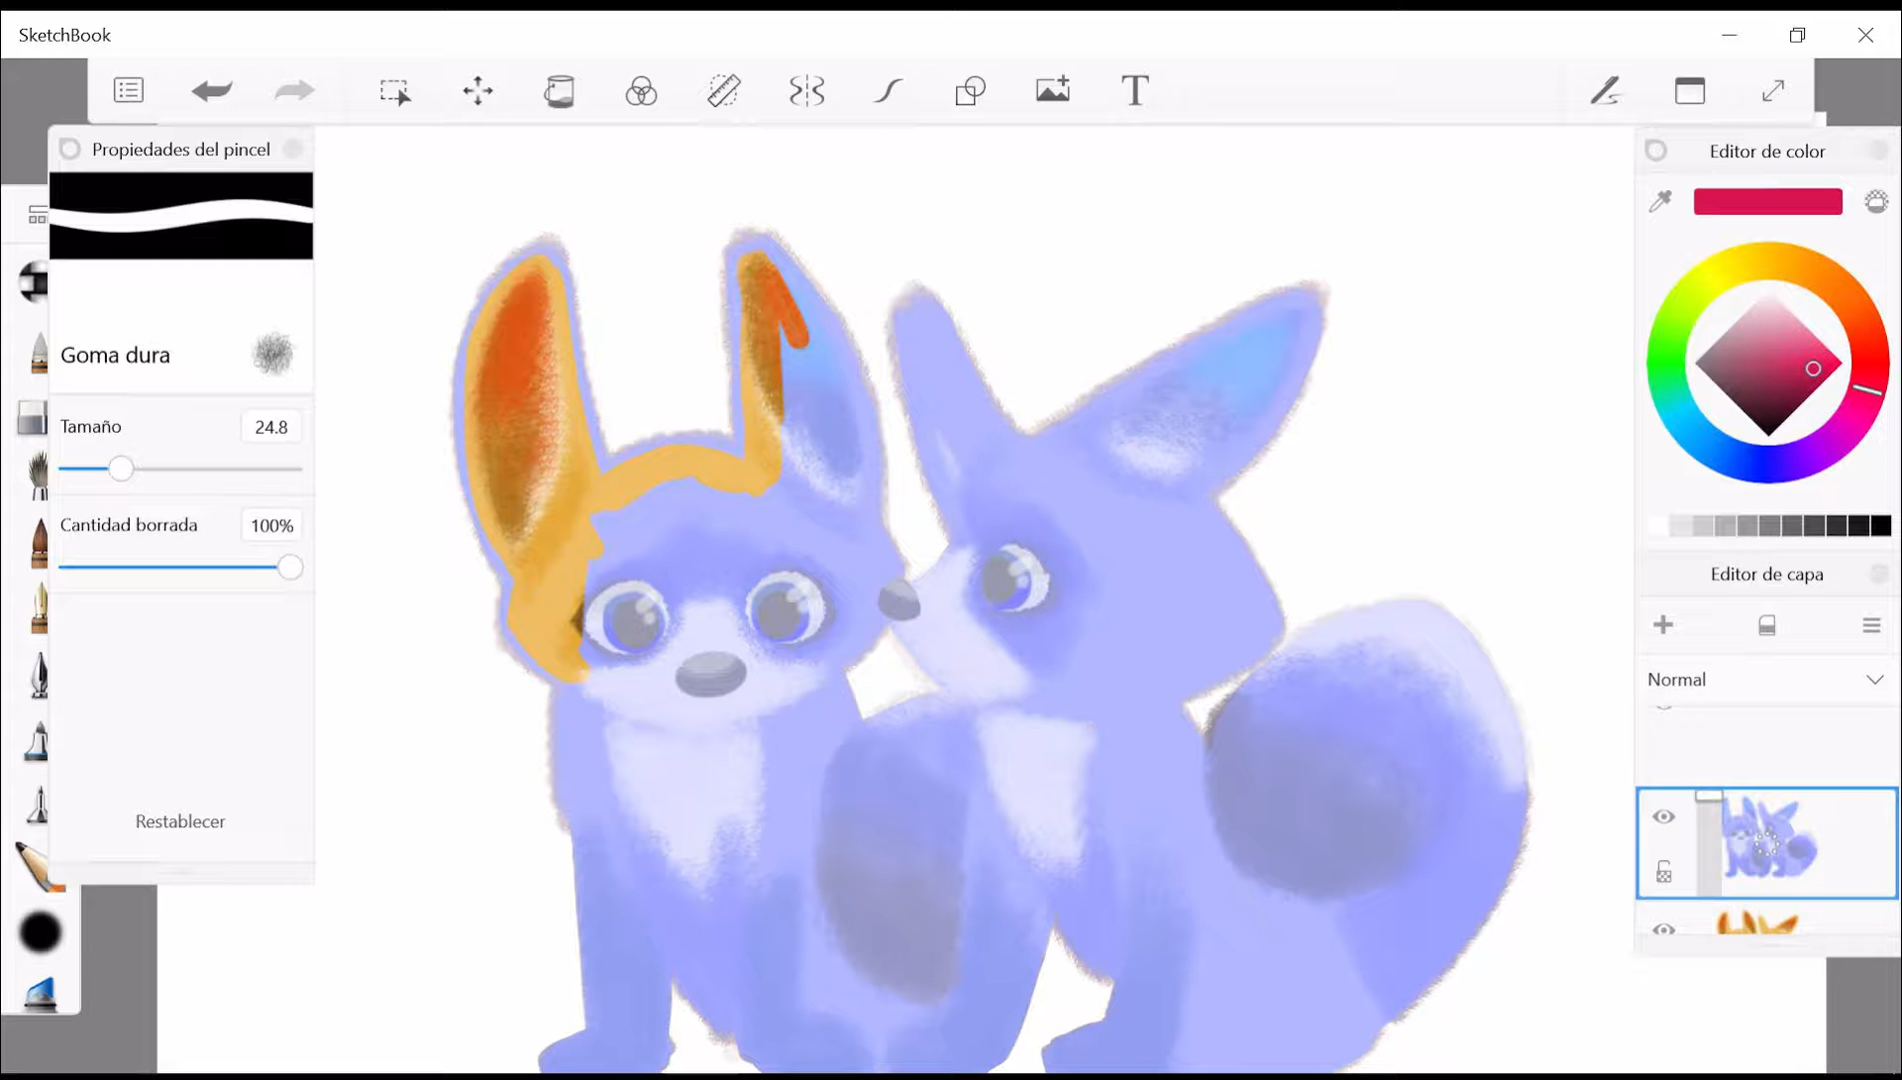 SketchBook
T
Propiedades del pincel
Goma dura
Tamaño 24.8
Cantidad borrada 100%
Restablecer
Editor de color
Editor de capa
Normal